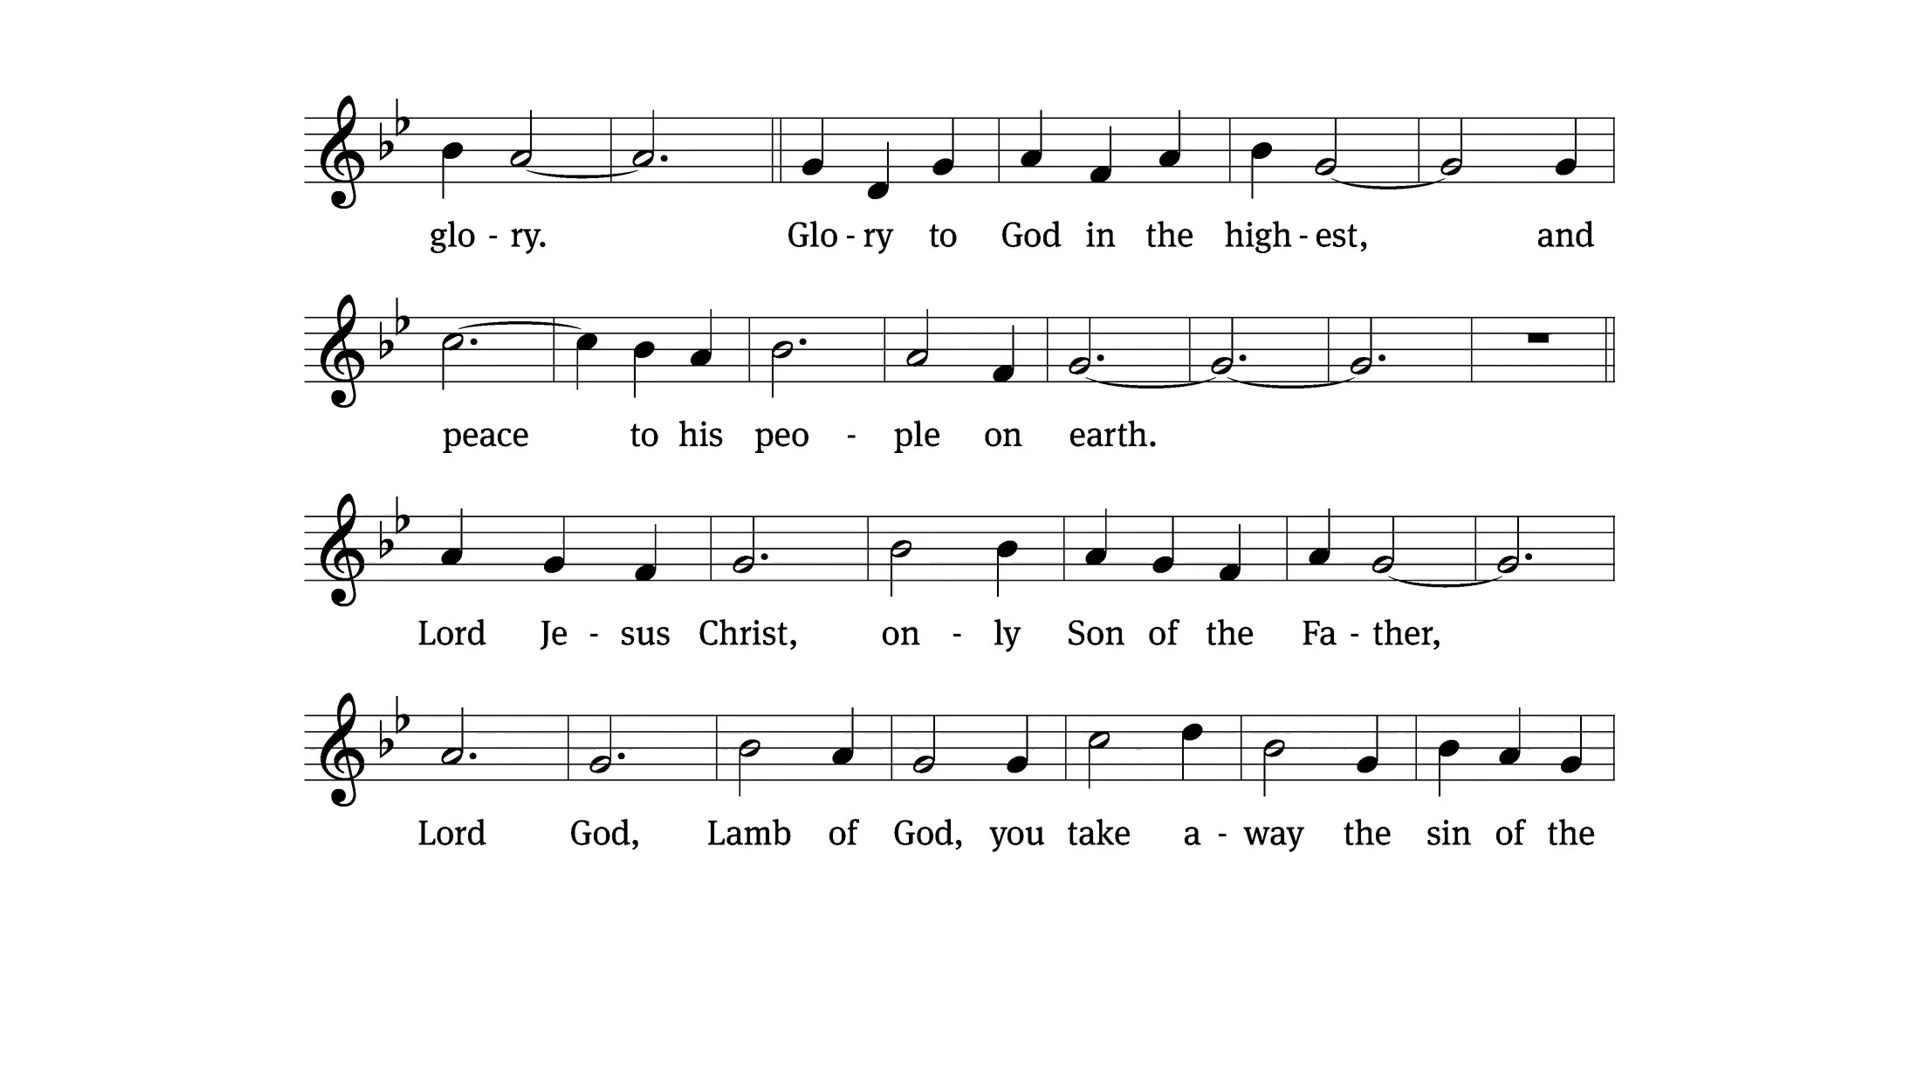 glo - ry. Glo - ry to God in the high - est, and
peace to his peo - ple on earth.
Lord Je - sus Christ, on - ly Son of the Fa - ther,
Lord God, Lamb of God, you take a - way the sin of the